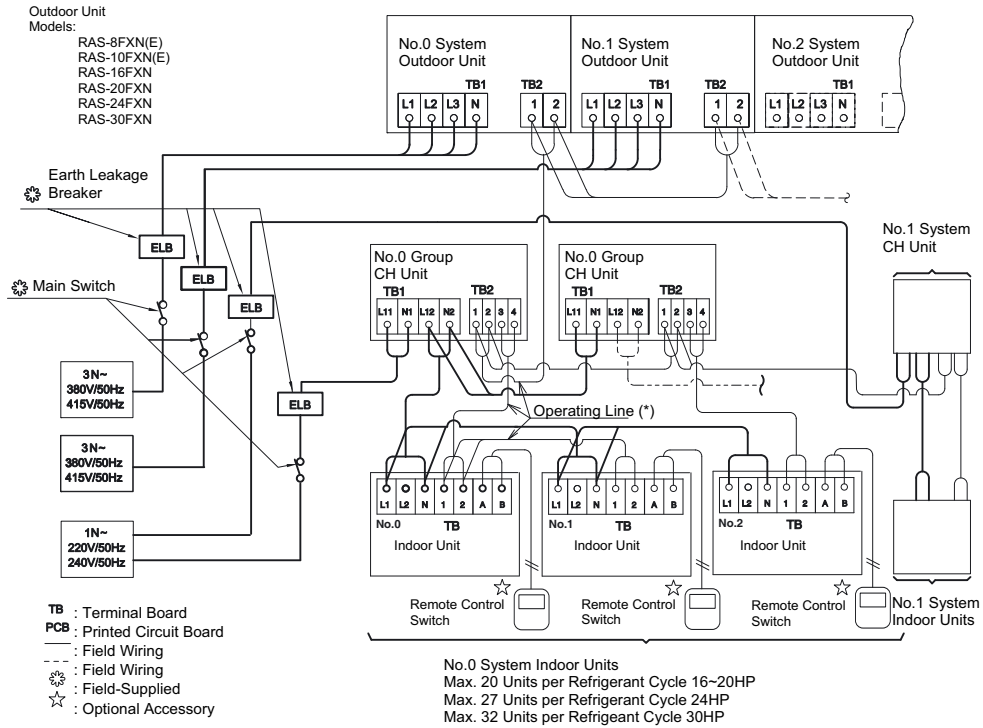 Outdoor Unit
Models:
RAS-8FXN(E)
RAS-10FXN(E)
RAS-16FXN
RAS-20FXN
RAS-24FXN
RAS-30FXN
No.0 System
Outdoor Unit
TB1
TB2
L1 L2 L3 N
1 2
No.1 System
Outdoor Unit
TB1
TB2
L1 L2 L3 N
1 2
No.2 System
Outdoor Unit
TB1
L1 L2 L3 N
Earth Leakage
Breaker
ELB
ELB
ELB
ELB
Main Switch
3N~
380V/50Hz
415V/50Hz
3N~
380V/50Hz
415V/50Hz
1N~
220V/50Hz
240V/50Hz
No.0 Group
CH Unit
TB1
TB2
L11 N1 L12 N2
1 2 3 4
No.0 Group
CH Unit
TB1
TB2
L11 N1 L12 N2
1 2 3 4
No.1 System
CH Unit
Operating Line (*)
L1 L2 N 1 2 A B
No.0
TB
Indoor Unit
L1 L2 N 1 2 A B
No.1
TB
Indoor Unit
L1 L2 N 1 2 A B
No.2
TB
Indoor Unit
Remote Control
Switch
Remote Control
Switch
Remote Control
Switch
No.1 System
Indoor Units
TB : Terminal Board
PCB : Printed Circuit Board
: Field Wiring
: Field Wiring
: Field-Supplied
: Optional Accessory
No.0 System Indoor Units
Max. 20 Units per Refrigerant Cycle 16~20HP
Max. 27 Units per Refrigerant Cycle 24HP
Max. 32 Units per Refrigeant Cycle 30HP